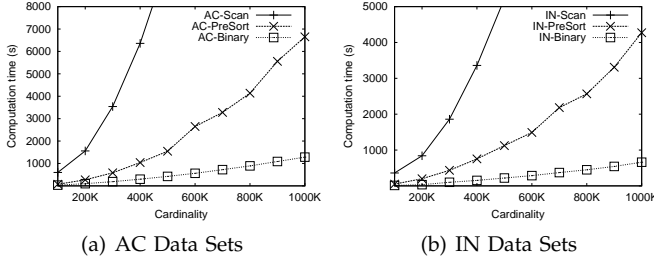 8000
7000
6000
5000
4000
3000
2000
1000
Computation time (s)
AC-Scan
AC-PreSort
AC-Binary
200K 400K 600K 800K 1000K
Cardinality
(a) AC Data Sets
5000
4000
3000
2000
1000
Computation time (s)
IN-Scan
IN-PreSort
IN-Binary
200K 400K 600K 800K 1000K
Cardinality
(b) IN Data Sets